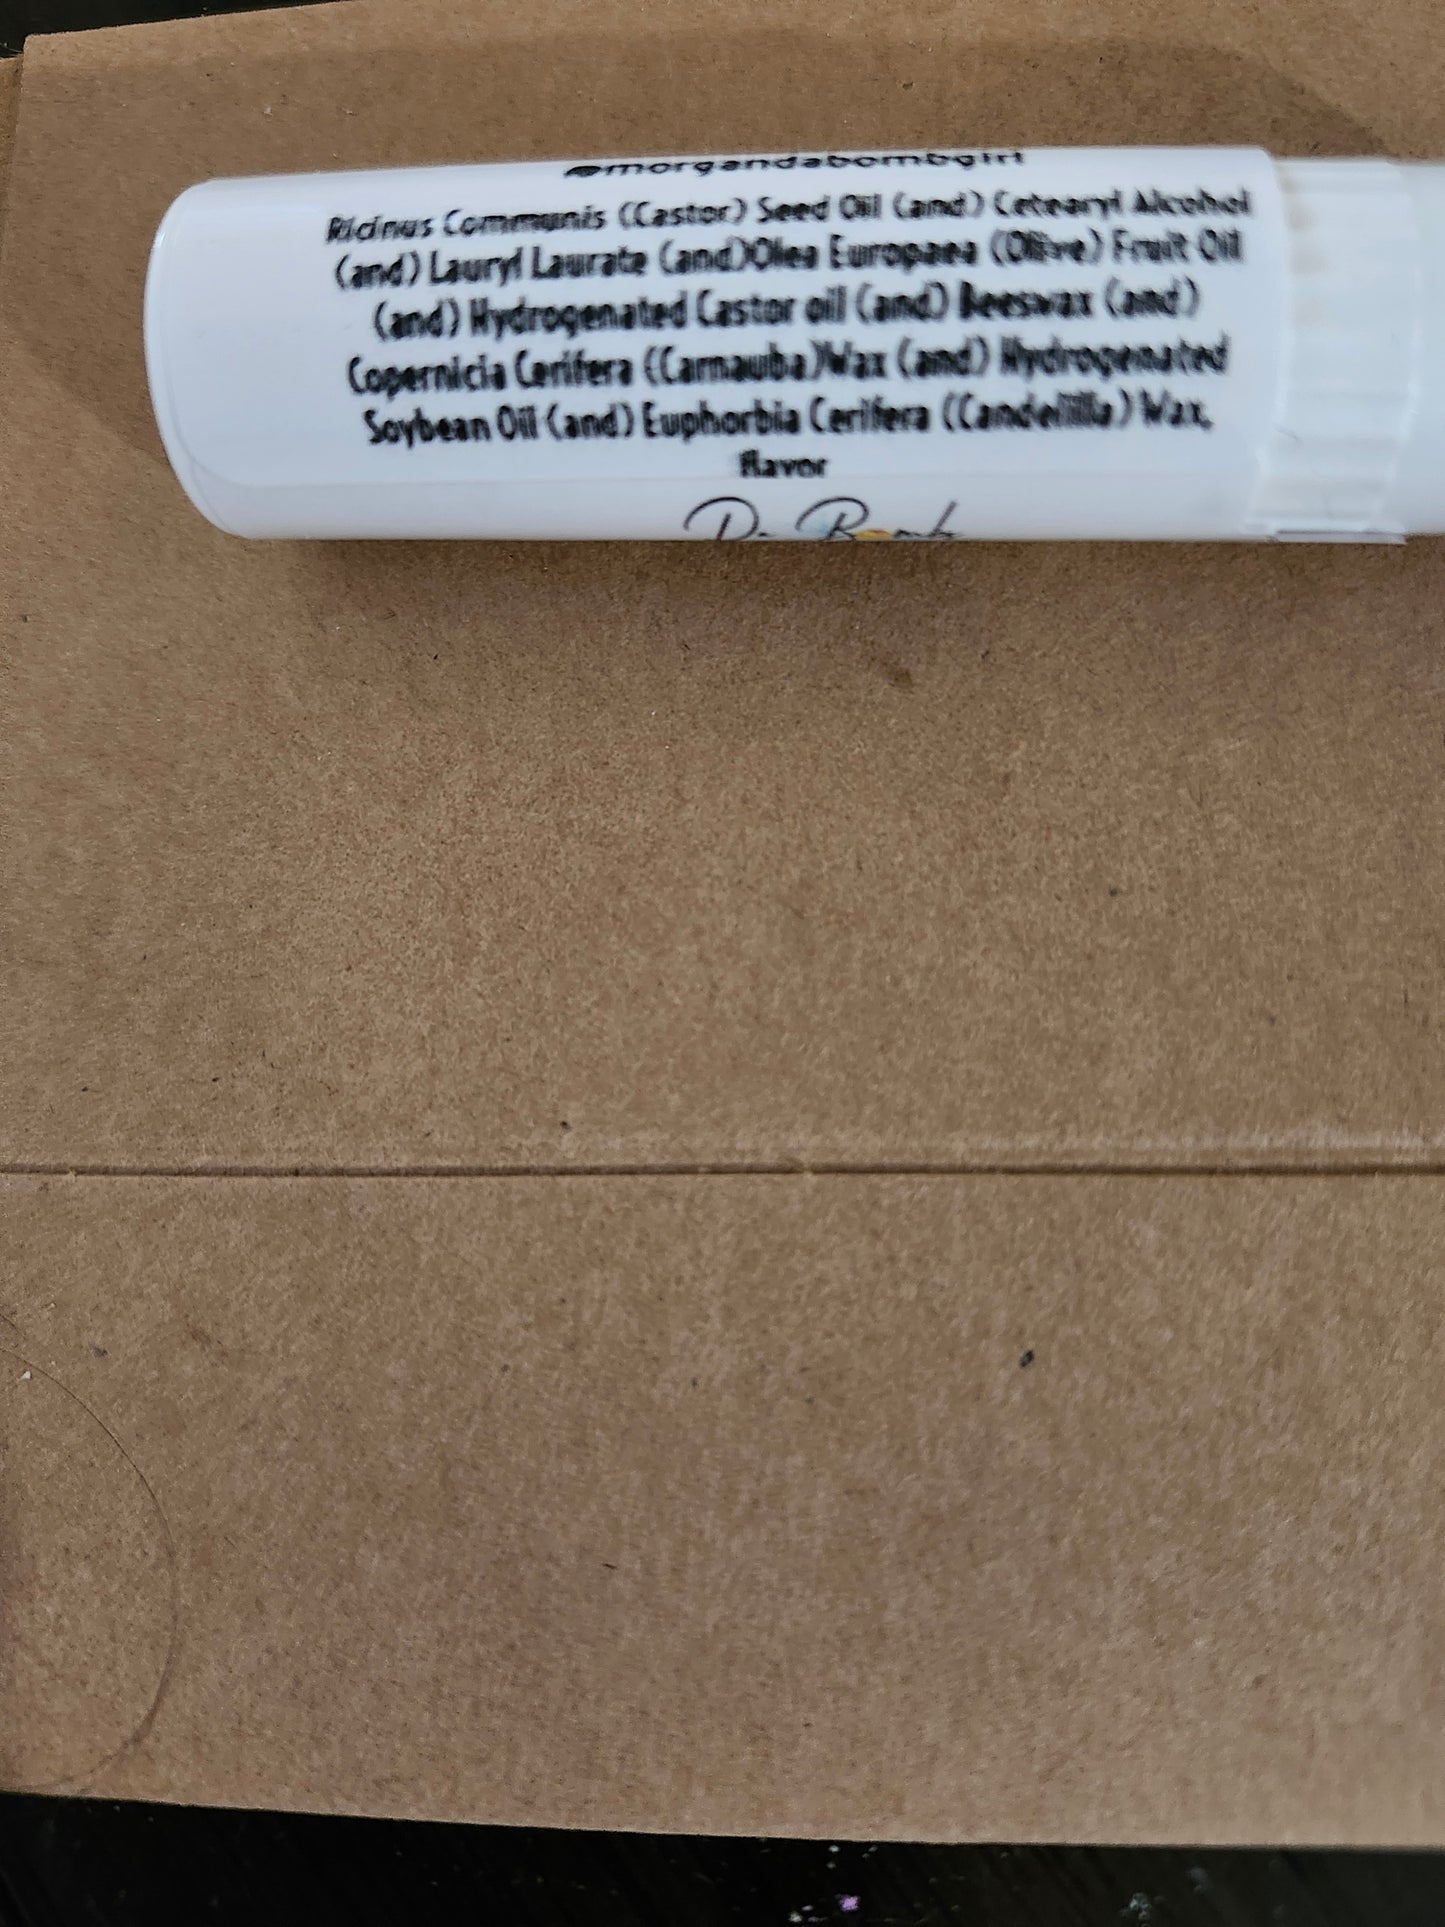 @morgandabombgirl
Ricinus Communis (Castor) Seed Oil (and) Cetearyl Alcohol
(and) Lauryl Laurate (and)Olea Europaea (Olive) Fruit Oil
(and) Hydrogenated Castor oil (and) Beeswax (and)
Copernicia Cerifera (Carnauba)Wax (and) Hydrogenated
Soybean Oil (and) Euphorbia Cerifera (Candelilla) Wax,
flavor
Da Bomb